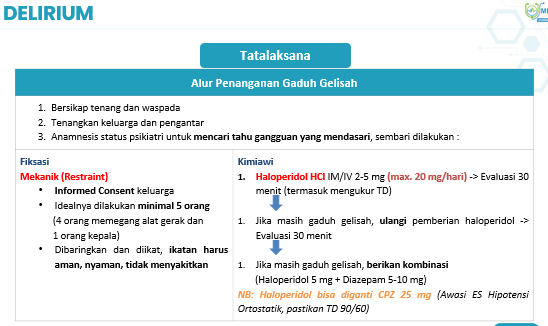 DELIRIUM
Tatalaksana
Alur Penanganan Gaduh Gelisah
1. Bersikap tenang dan waspada
2. Tenangkan keluarga dan pengantar
3. Anamnesis status psikiatri untuk mencari tahu gangguan yang mendasari, sembari dilakukan :
Fiksasi
Mekanik (Restraint)
• Informed Consent keluarga
• Idealnya dilakukan minimal 5 orang
(4 orang memegang alat gerak dan
1 orang kepala)
• Dibaringkan dan diikat, ikatan harus
aman, nyaman, tidak menyakitkan
Kimiawi
1. Haloperidol HCl IM/IV 2-5 mg (max. 20 mg/hari) -> Evaluasi 30
menit (termasuk mengukur TD)
1. Jika masih gaduh gelisah, ulangi pemberian haloperidol ->
Evaluasi 30 menit
1. Jika masih gaduh gelisah, berikan kombinasi
(Haloperidol 5 mg + Diazepam 5-10 mg)
NB: Haloperidol bisa diganti CPZ 25 mg (Awasi ES Hipotensi
Ortostatik, pastikan TD 90/60)